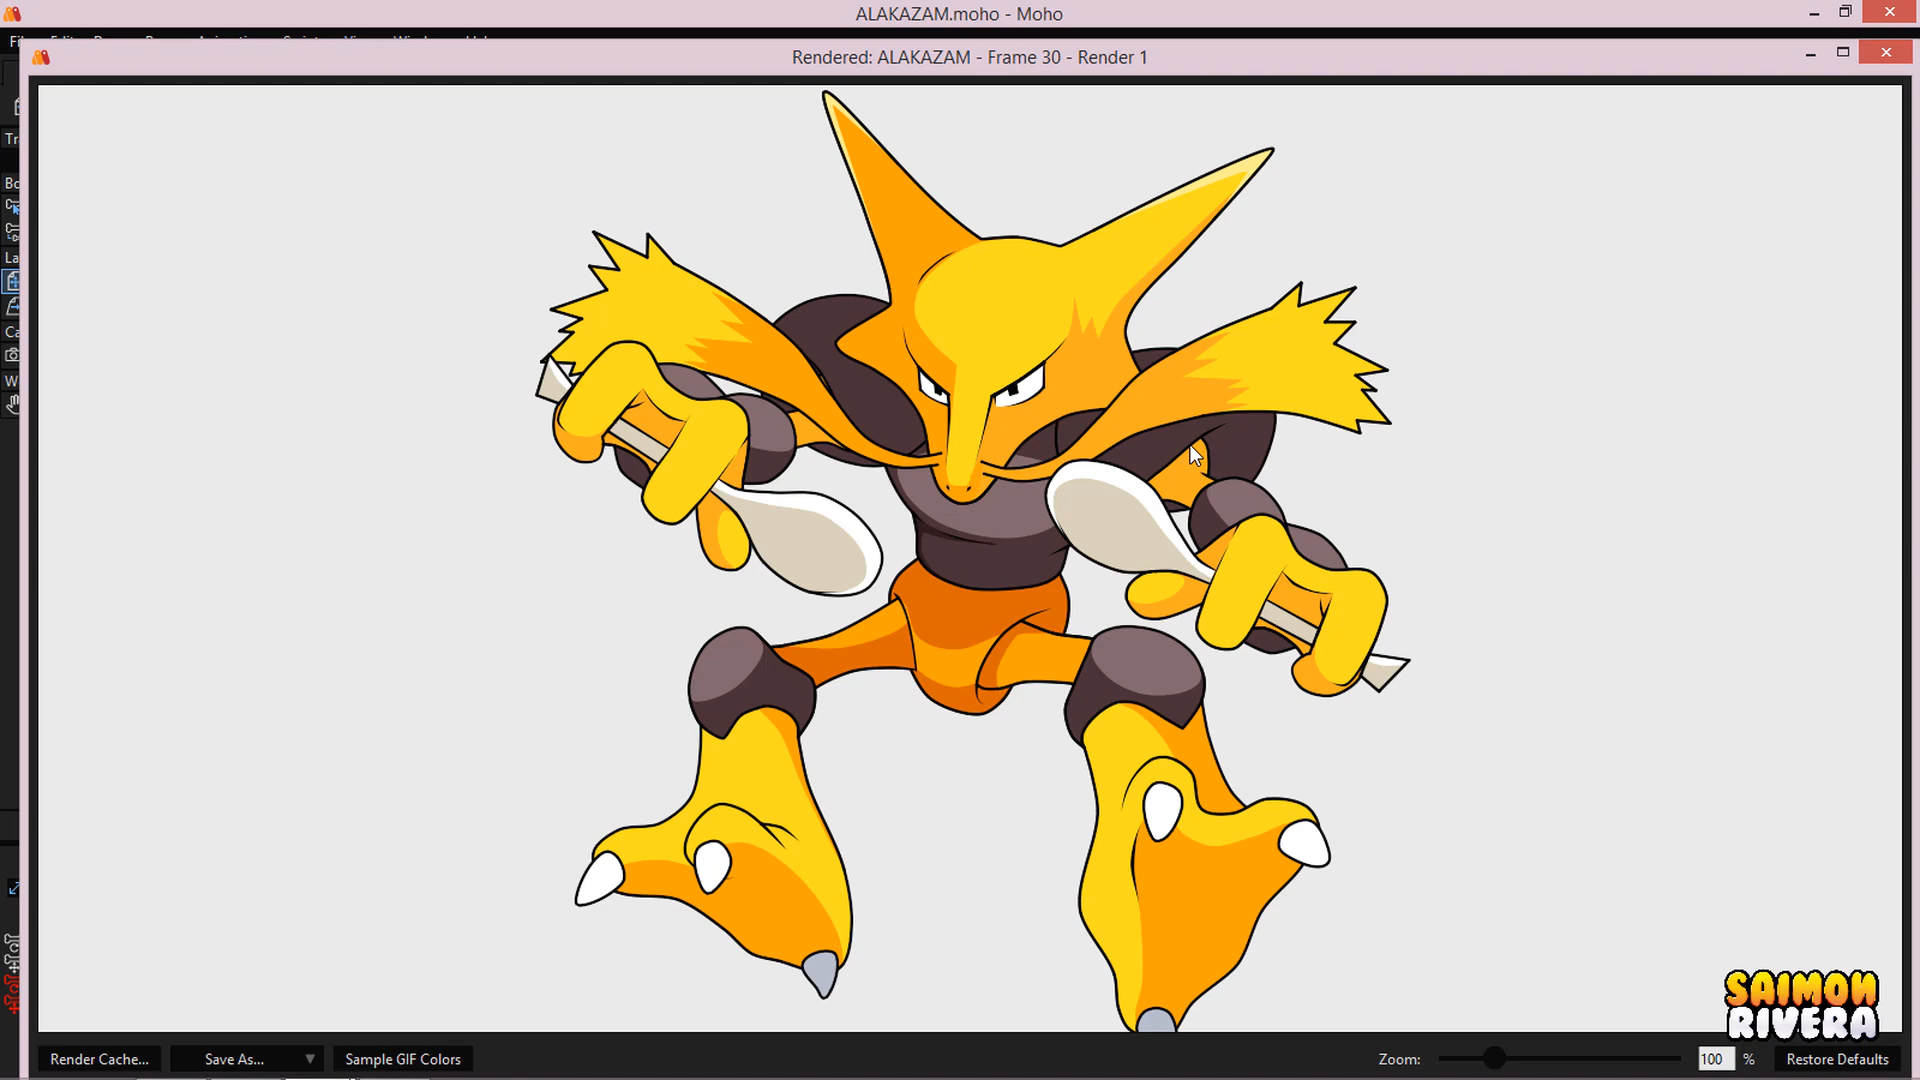 ALAKAZAM.moho - Moho
Rendered: ALAKAZAM - Frame 30 - Render 1
SAIMON
RIVERA
Render Cache...
Save As...
Sample GIF Colors
Zoom:
100 %
Restore Defaults